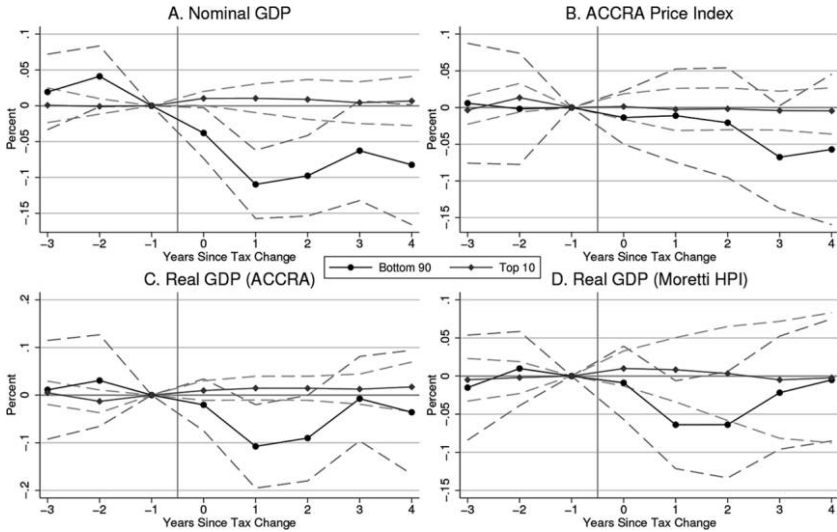 A. Nominal GDP
.1
.05
0
-.05
-.1
-.15
Percent
-3 -2 -1 0 1 2 3 4
Years Since Tax Change
B. ACCRA Price Index
.1
.05
0
-.05
-.1
-.15
Percent
-3 -2 -1 0 1 2 3 4
Years Since Tax Change
Bottom 90 Top 10
C. Real GDP (ACCRA)
.2
.1
0
-.1
-.2
Percent
-3 -2 -1 0 1 2 3 4
Years Since Tax Change
D. Real GDP (Moretti HPI)
.1
.05
0
-.05
-.1
-.15
Percent
-3 -2 -1 0 1 2 3 4
Years Since Tax Change